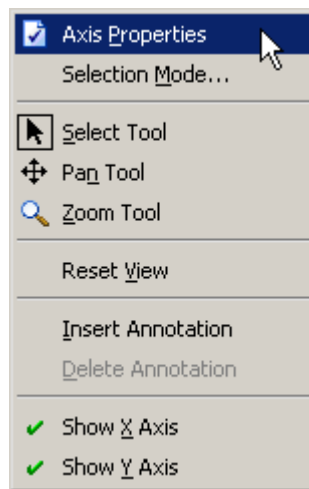 Axis Properties
Selection Mode...
Select Tool
Pan Tool
Zoom Tool
Reset View
Insert Annotation
Delete Annotation
Show X Axis
Show Y Axis